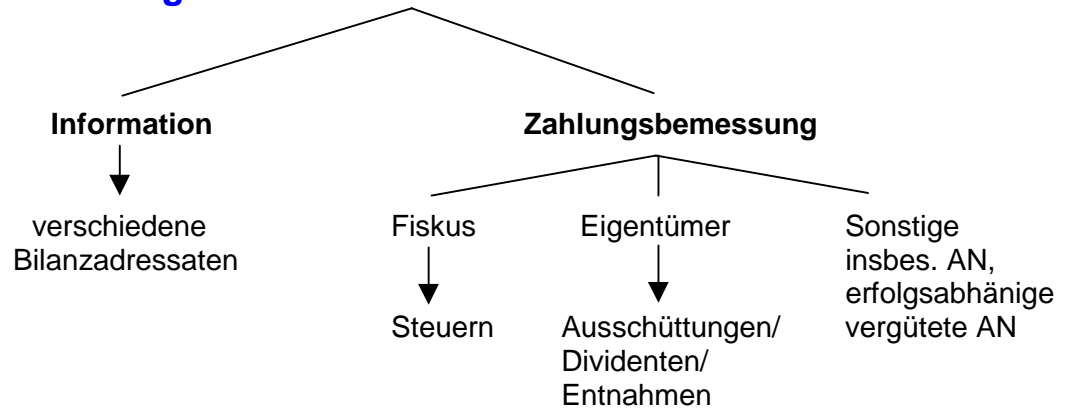 Information
verschiedene
Bilanzadressaten
Zahlungsbemessung
Fiskus
Steuern
Eigentümer
Ausschüttungen/
Dividenten/
Entnahmen
Sonstige
insbes. AN,
erfolgsabhänige
vergütete AN